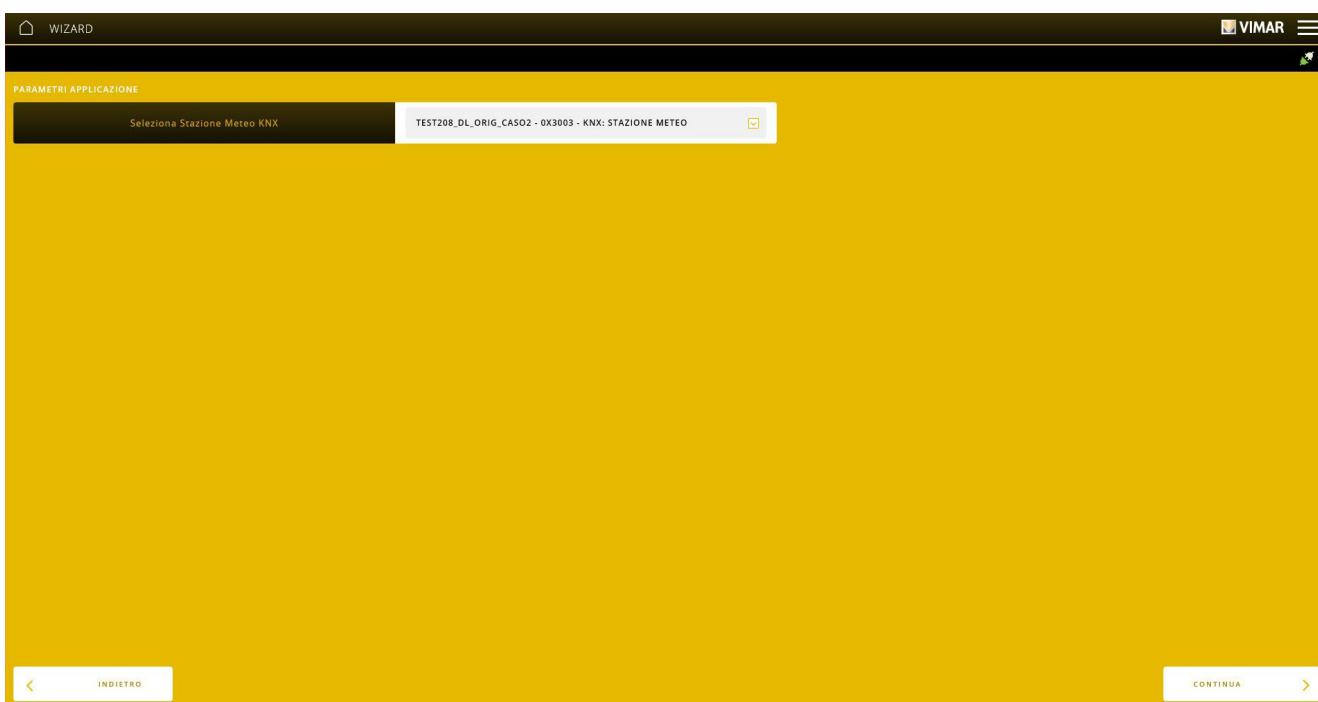 WIZARD
VIMAR
PARAMETRI APPLICAZIONE
Seleziona Stazione Meteo KNX
TEST208_DL_ORIG_CASO2 - 0X3003 - KNX: STAZIONE METEO
INDIETRO
CONTINUA